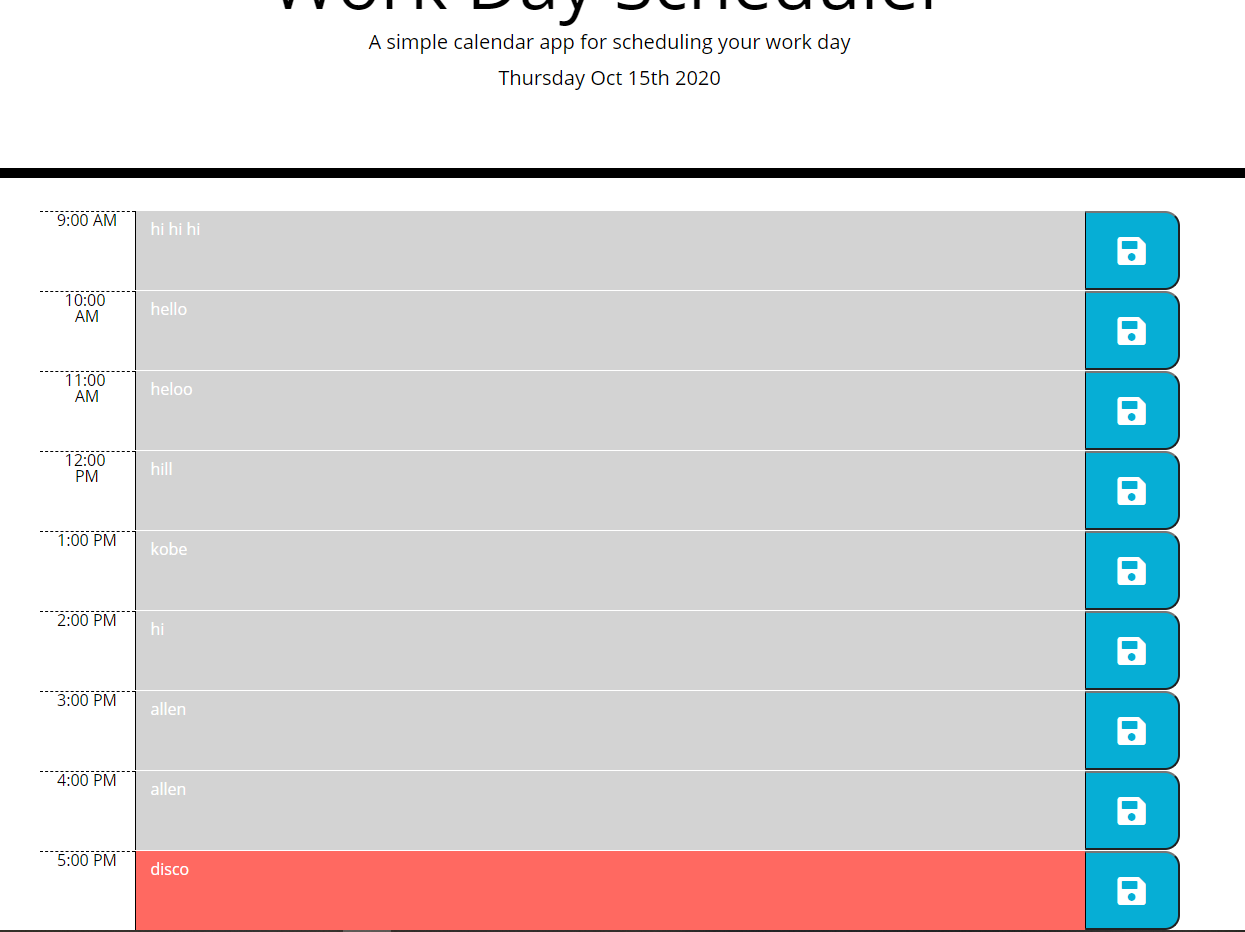 Work Day Scheduler
A simple calendar app for scheduling your work day
Thursday Oct 15th 2020
9:00 AM
hi hi hi
10:00
AM
hello
11:00
AM
heloo
12:00
PM
hill
1:00 PM
kobe
2:00 PM
hi
3:00 PM
allen
4:00 PM
allen
5:00 PM
disco